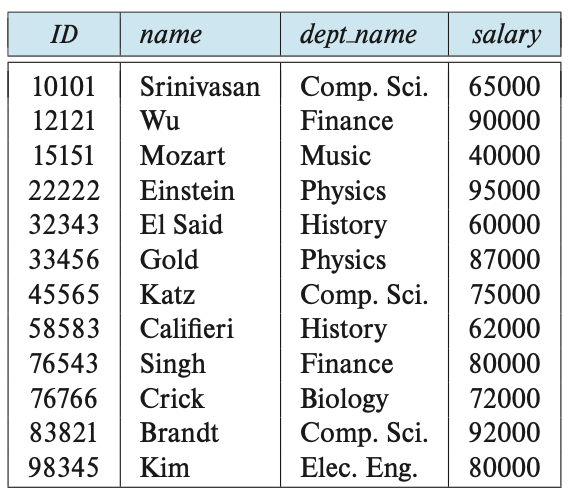 ID name dept_name salary
10101 Srinivasan Comp. Sci. 65000
12121 Wu Finance 90000
15151 Mozart Music 40000
22222 Einstein Physics 95000
32343 El Said History 60000
33456 Gold Physics 87000
45565 Katz Comp. Sci. 75000
58583 Califieri History 62000
76543 Singh Finance 80000
76766 Crick Biology 72000
83821 Brandt Comp. Sci. 92000
98345 Kim Elec. Eng. 80000